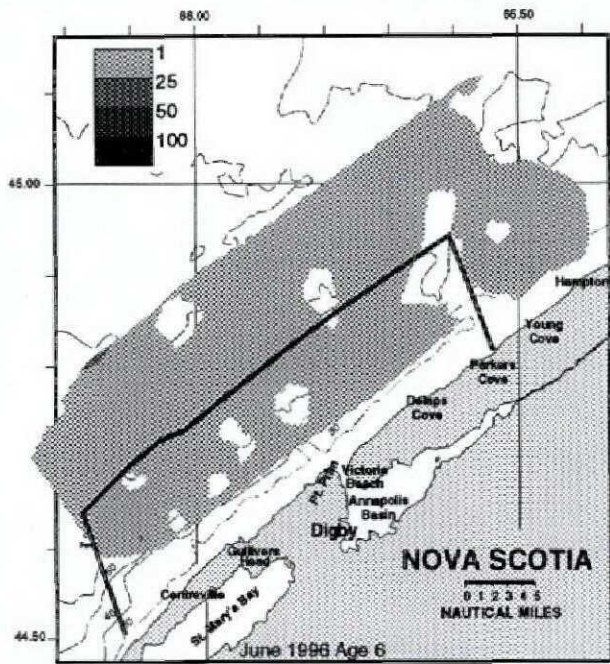 66.00
65.50
1
25
50
100
45.00
Hampton
Young
Cove
Parkers
Cove
Delaps
Cove
Pt. Prim
Victoria
Beach
Annapolis
Basin
Digby
Gullivers
Head
NOVA SCOTIA
0 1 2 3 4 5
NAUTICAL MILES
Centreville
St. Mary's Bay
44.50
June 1996 Age 6